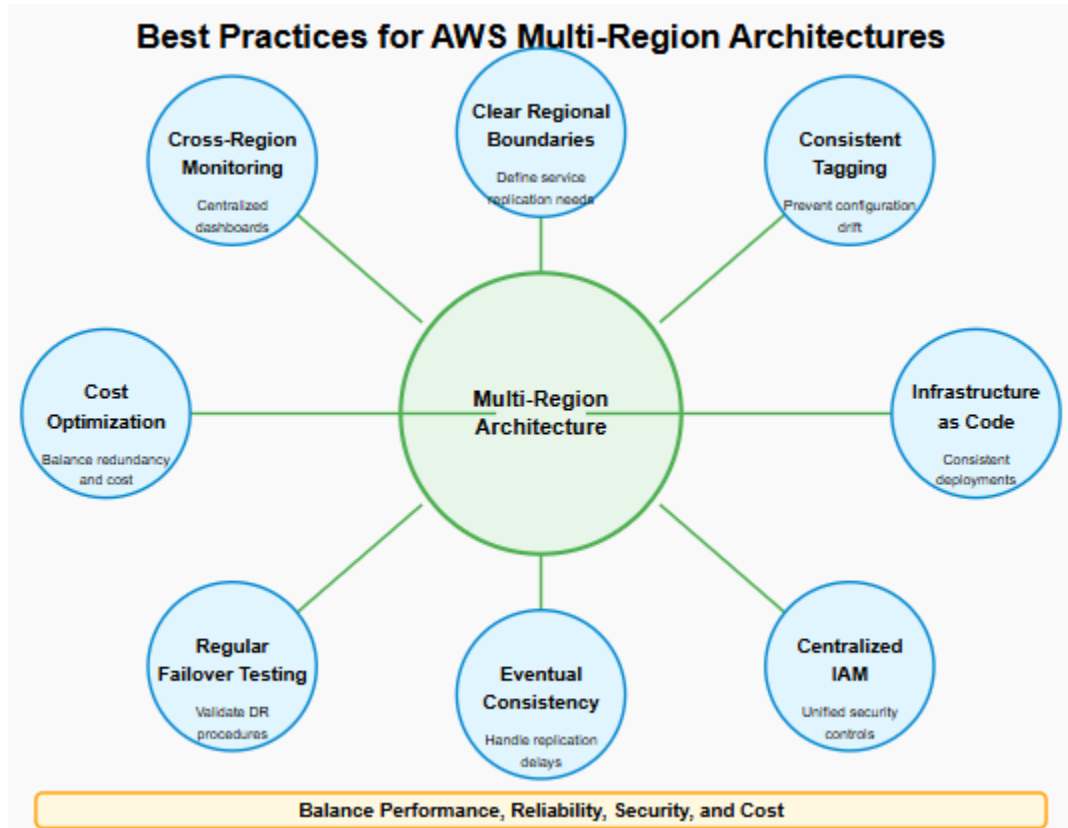 Best Practices for AWS Multi-Region Architectures
Clear Regional
Boundaries
Define service
replication needs
Cross-Region
Monitoring
Centralized
dashboards
Consistent
Tagging
Prevent configuration
drift
Cost
Optimization
Balance redundancy
and cost
Multi-Region
Architecture
Infrastructure
as Code
Consistent
deployments
Regular
Failover Testing
Validate DR
procedures
Eventual
Consistency
Handle replication
delays
Centralized
IAM
Unified security
controls
Balance Performance, Reliability, Security, and Cost